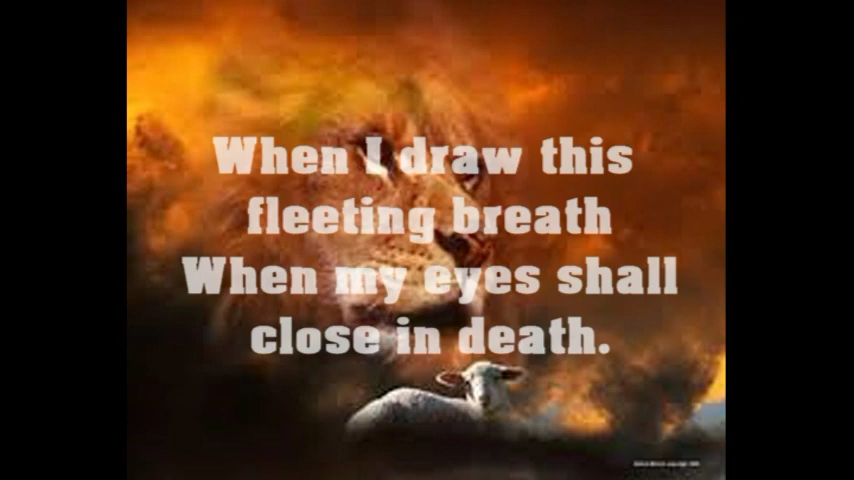 When I draw this
fleeting breath
When my eyes shall
close in death.